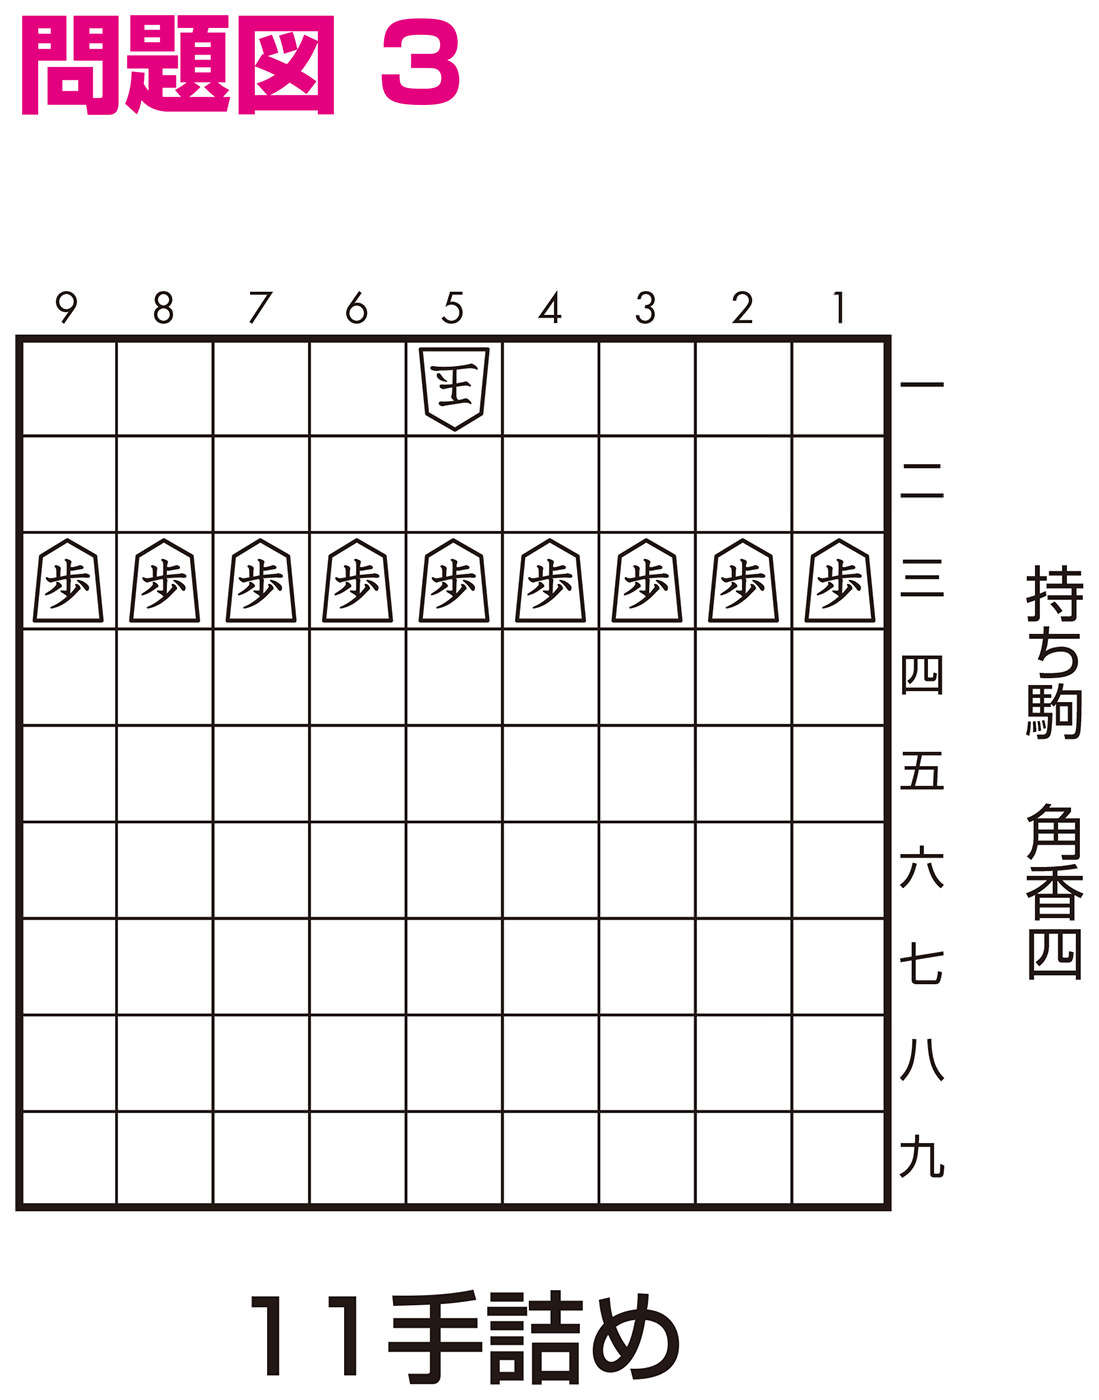 問題図 3
9 8 7 6 5 4 3 2 1
王 一
二
歩 歩 歩 歩 歩 歩 歩 歩 歩 三
四
五
六
七
八
九
持ち駒 角香四
11手詰め